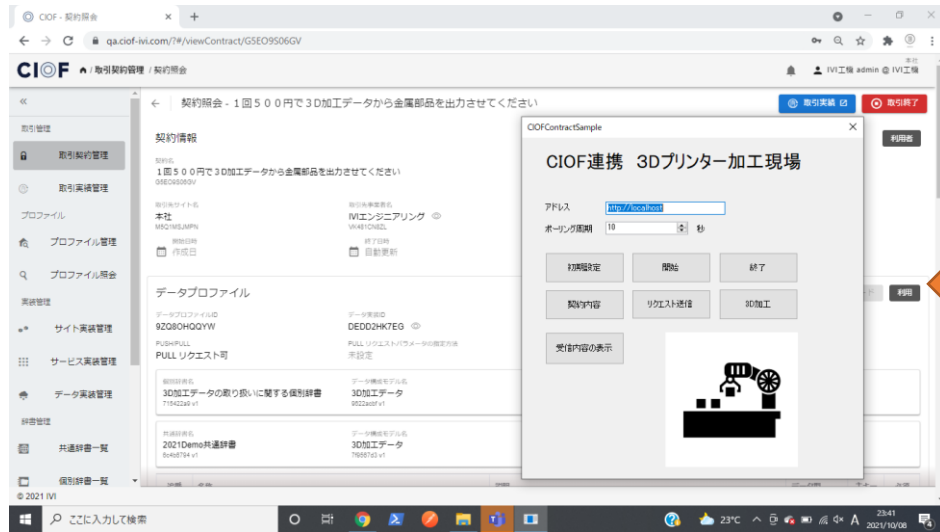 CIOF - 契約照会
qa.ciof-ivi.com/?#/viewContract/G5EO9S06GV
CIOF / 取引契約管理 / 契約照会
本社
IVI工機 admin @ IVI工機
取引管理
取引契約管理
取引実績管理
プロファイル
プロファイル管理
プロファイル照会
実装管理
サイト実装管理
サービス実装管理
データ実装管理
辞書管理
共通辞書一覧
個別辞書一覧
© 2021 IVI
契約照会 - 1回500円で3D加工データから金属部品を出力させてください
取引実績
取引終了
契約情報
利用者
契約名
1回500円で3D加工データから金属部品を出力させてください
G5EO9S06GV
取引先サイト名
取引先事業者名
本社
IVIエンジニアリング
開始日時
終了日時
作成日
自動更新
データプロファイル
利用
データプロファイルID
データ実装ID
9ZQ8OHQQYW
DEDD2HK7EG
PUSH/PULL
PULL リクエストパラメータの設定方法
PULL リクエスト可
未設定
個別辞書名
データ構成モデル名
3D加工データの取り扱いに関する個別辞書
3D加工データ
共通辞書名
データ構成モデル名
2021Demo共通辞書
3D加工データ
CIOFContractSample
CIOF連携 3Dプリンター加工現場
アドレス
http://localhost
ポーリング周期
10
秒
初期設定
開始
終了
契約内容
リクエスト送信
3D加工
受信内容の表示
ここに入力して検索
23°C
A
23:41
2021/10/08